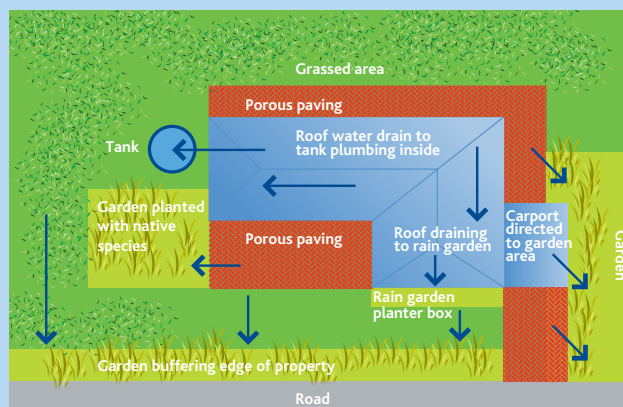 Grassed area
Porous paving
Roof water drain to
tank plumbing inside
Tank
Garden planted
with native
species
Porous paving
Roof draining
to rain garden
Carport
directed
to garden
area
Garden
Rain garden
planter box
Garden buffering edge of property
Road